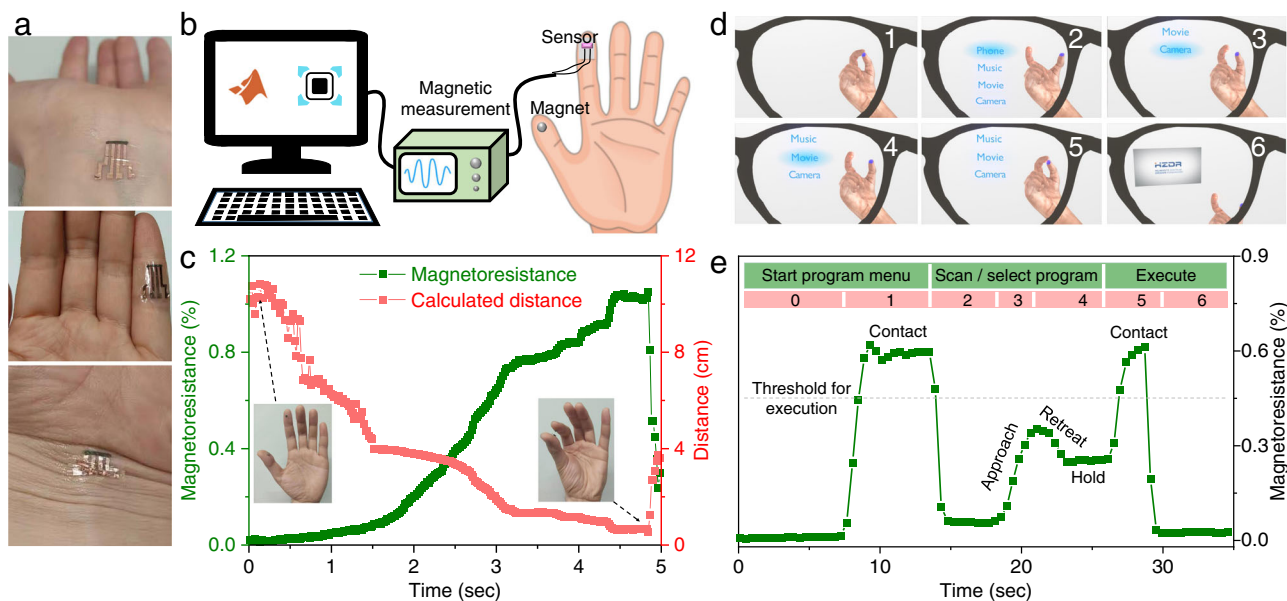 a
b
Sensor
Magnetic
measurement
Magnet
c
Magnetoresistance
Calculated distance
Magnetoresistance (%)
1.2
0.8
0.4
0.0
0
1
2
3
4
5
Time (sec)
12
8
4
0
Distance (cm)
d
1
2
Phone
Music
Movie
Camera
3
Movie
Camera
4
Music
Movie
Camera
5
Music
Movie
Camera
6
HZDR
e
Start program menu
Scan / select program
Execute
0
1
2
3
4
5
6
Contact
Contact
Threshold for
execution
Approach
Retreat
Hold
0
10
20
30
Time (sec)
0.9
0.6
0.3
0.0
Magnetoresistance (%)